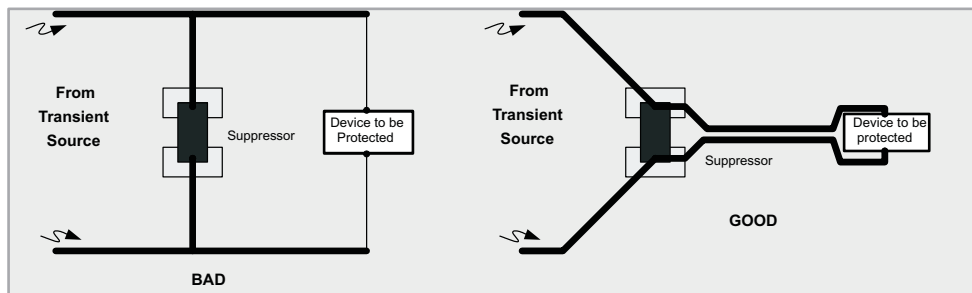 From
Transient
Source
Suppressor
Device to be
Protected
BAD
From
Transient
Source
Suppressor
Device to be
protected
GOOD